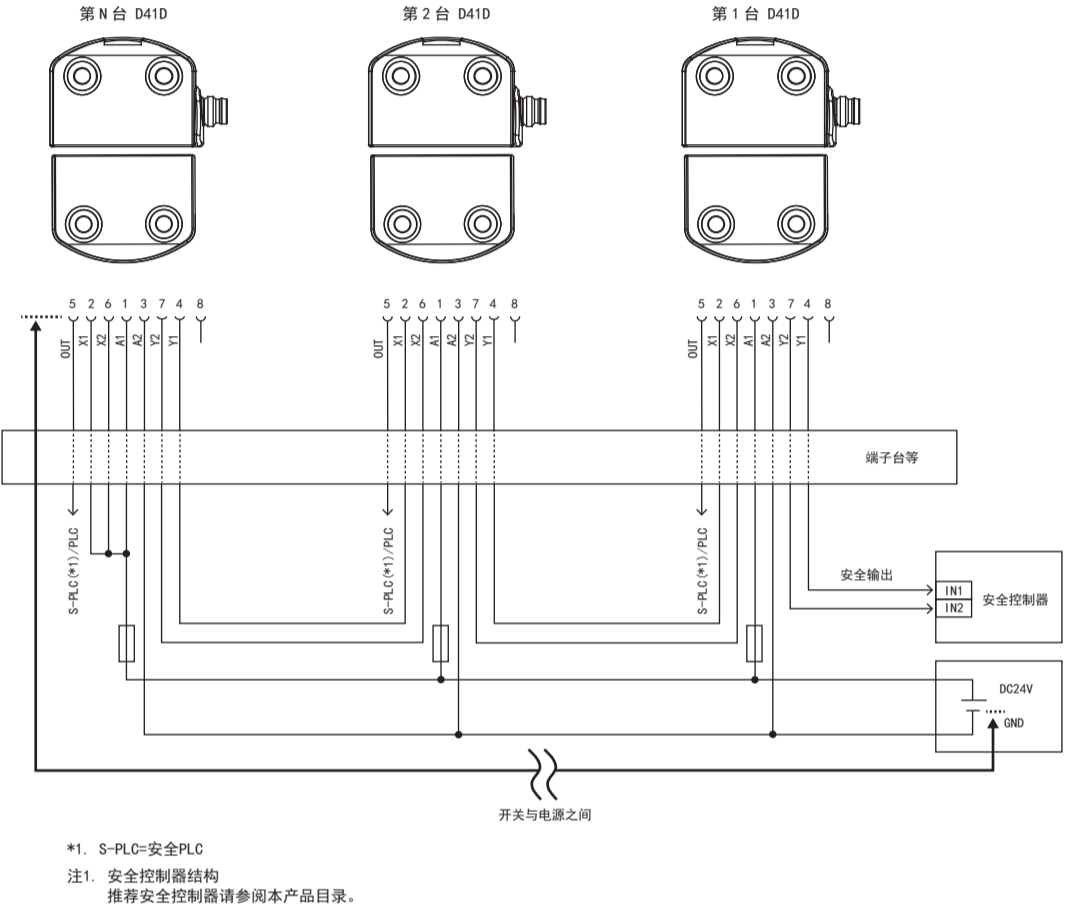 第 N 台 D41D
第 2 台 D41D
第 1 台 D41D
5 2 6 1 3 7 4 8
5 2 6 1 3 7 4 8
5 2 6 1 3 7 4 8
OUT X1 X2 A1 A2 Y2 Y1
OUT X1 X2 A1 A2 Y2 Y1
OUT X1 X2 A1 A2 Y2 Y1
端子台等
S-PLC(*1)/PLC
S-PLC(*1)/PLC
S-PLC(*1)/PLC
安全输出
IN1
IN2
安全控制器
DC24V
GND
开关与电源之间
*1. S-PLC=安全PLC
注1. 安全控制器结构
推荐安全控制器请参阅本产品目录。